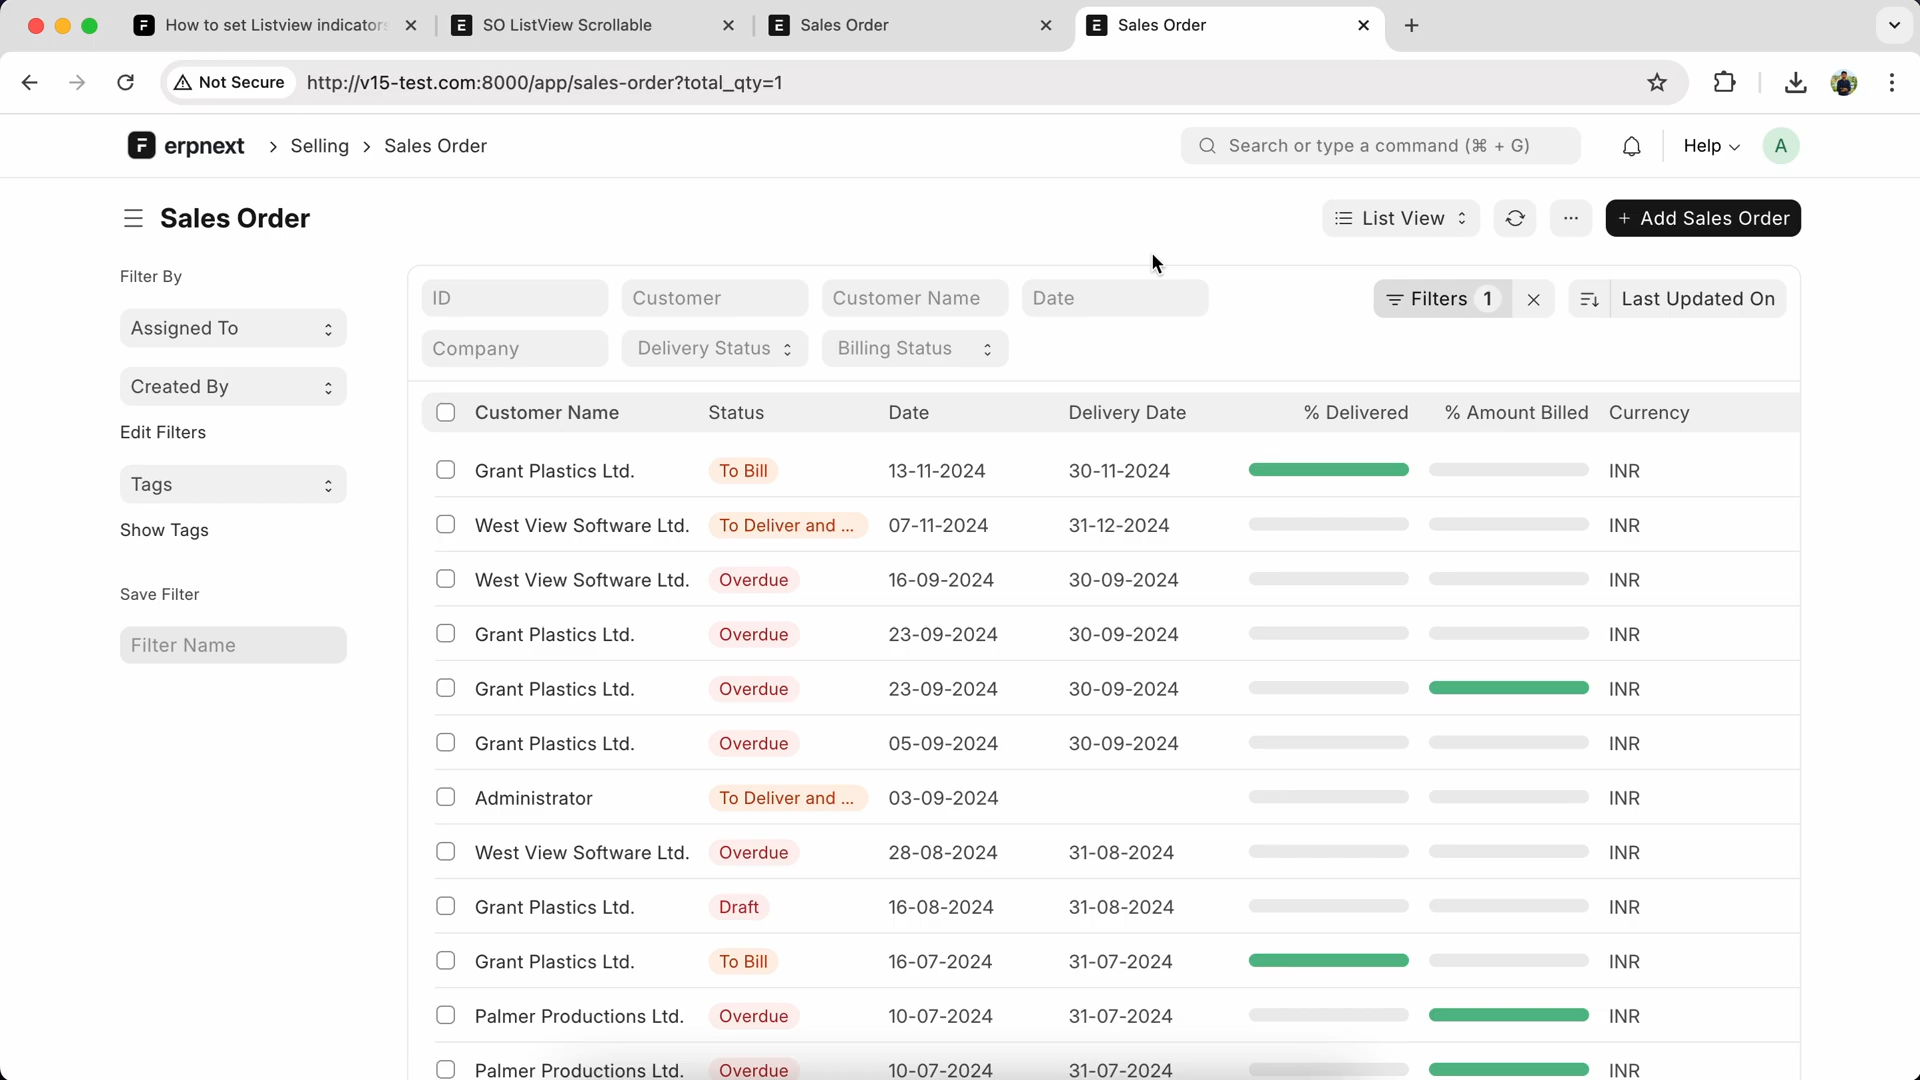 How to set Listview indicators
SO ListView Scrollable
Sales Order
Sales Order
Not Secure http://v15-test.com:8000/app/sales-order?total_qty=1
erpnext > Selling > Sales Order
Search or type a command (⌘ + G)
Help
A
Sales Order
List View
...
+ Add Sales Order
Filter By
Assigned To
Created By
Edit Filters
Tags
Show Tags
Save Filter
Filter Name
ID Customer Customer Name Date
Filters 1
Last Updated On
Company Delivery Status Billing Status
Customer Name Status Date Delivery Date % Delivered % Amount Billed Currency
Grant Plastics Ltd. To Bill 13-11-2024 30-11-2024 INR
West View Software Ltd. To Deliver and ... 07-11-2024 31-12-2024 INR
West View Software Ltd. Overdue 16-09-2024 30-09-2024 INR
Grant Plastics Ltd. Overdue 23-09-2024 30-09-2024 INR
Grant Plastics Ltd. Overdue 23-09-2024 30-09-2024 INR
Grant Plastics Ltd. Overdue 05-09-2024 30-09-2024 INR
Administrator To Deliver and ... 03-09-2024 INR
West View Software Ltd. Overdue 28-08-2024 31-08-2024 INR
Grant Plastics Ltd. Draft 16-08-2024 31-08-2024 INR
Grant Plastics Ltd. To Bill 16-07-2024 31-07-2024 INR
Palmer Productions Ltd. Overdue 10-07-2024 31-07-2024 INR
Palmer Productions Ltd. Overdue 10-07-2024 31-07-2024 INR